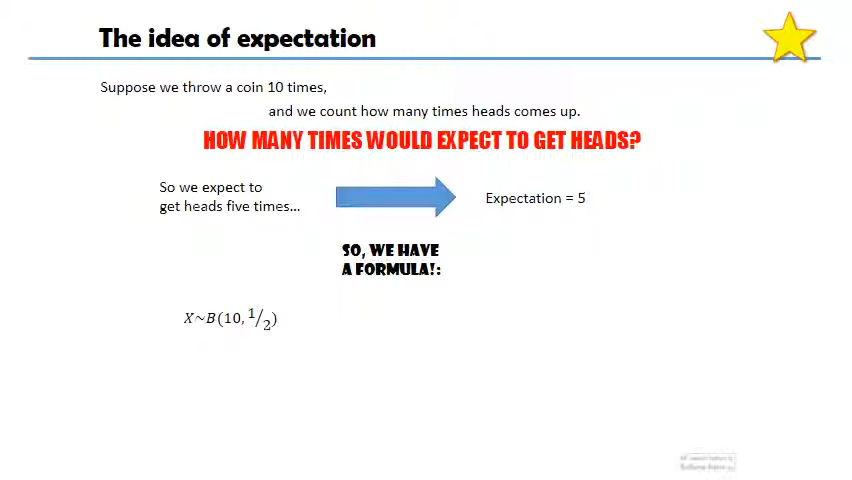 The idea of expectation
Suppose we throw a coin 10 times,
and we count how many times heads comes up.
HOW MANY TIMES WOULD EXPECT TO GET HEADS?
So we expect to
get heads five times...
Expectation = 5
SO, WE HAVE
A FORMULA!:
X~B(10, 1/2)